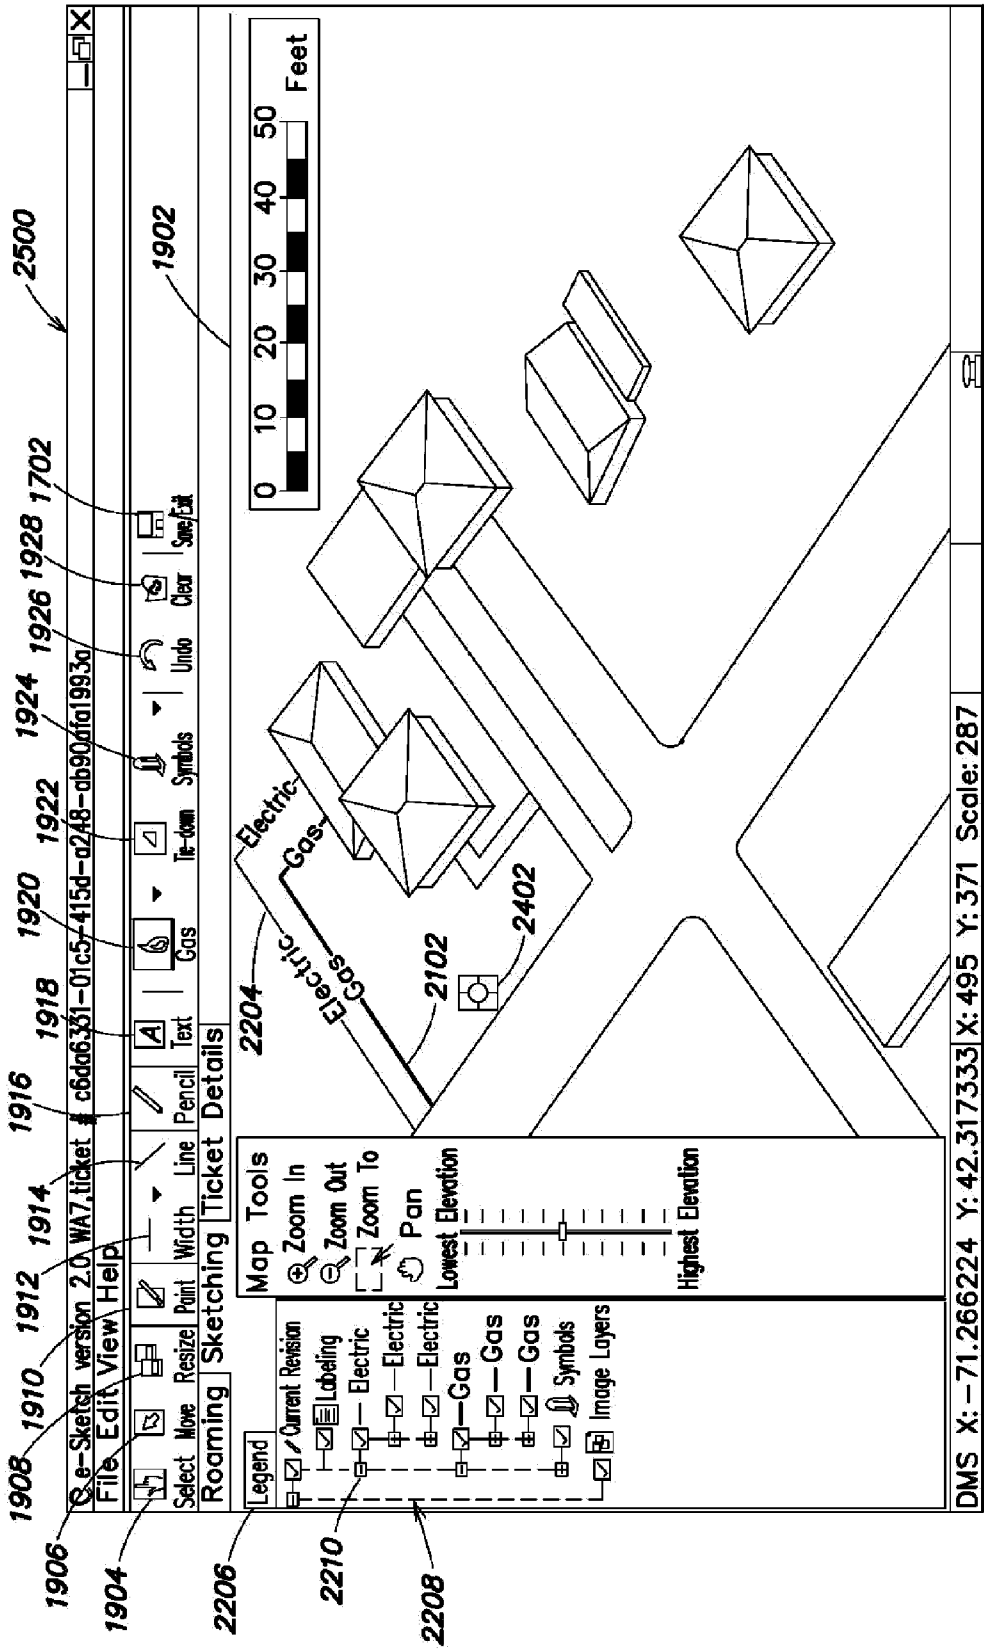 2500
1906 1908 1910 1912 1914 1916 1918 1920 1922 1924 1926 1928 1702
1904
e-Sketch version 2.0 WA7,ticket # c6da6331-01c5-415d-a248-ab90dfa1993a
File Edit View Help
Select Move Resize Paint Width Line Pencil Text Gas Tie-down Symbols Undo Clear Save/Exit
Roaming Sketching Ticket Details
1902
2206
Legend
Current Revision
Labeling
Electric
Electric
Electric
Gas
Gas
Gas
Symbols
Image Layers
2210
2208
Map Tools
Zoom In
Zoom Out
Zoom To
Pan
Lowest Elevation
Highest Elevation
2204
Electric
Electric
Gas
Gas
2102
2402
0 10 20 30 40 50
Feet
DMS X: -71.266224 Y: 42.317333 X: 495 Y: 371 Scale: 287